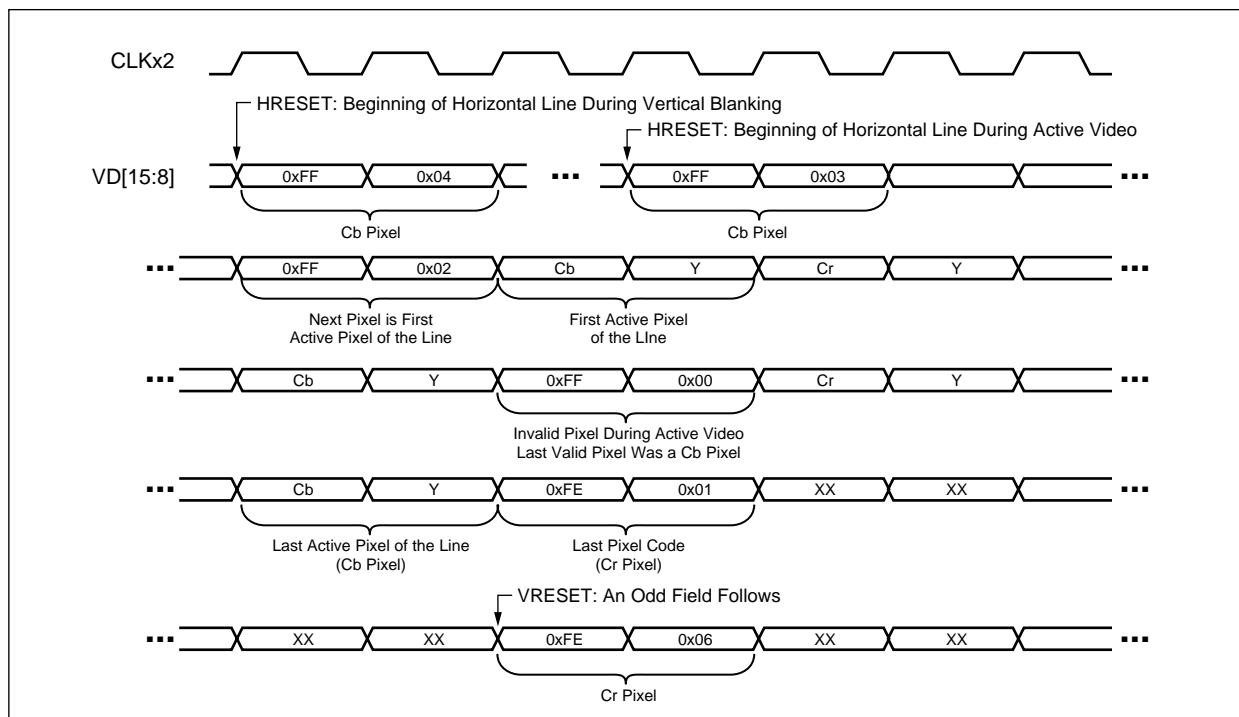 CLKx2
HRESET: Beginning of Horizontal Line During Vertical Blanking
HRESET: Beginning of Horizontal Line During Active Video
VD[15:8]
0xFF 0x04 ... 0xFF 0x03 ...
Cb Pixel Cb Pixel
... 0xFF 0x02 Cb Y Cr Y ...
Next Pixel is First
Active Pixel of the Line
First Active Pixel
of the LIne
... Cb Y 0xFF 0x00 Cr Y ...
Invalid Pixel During Active Video
Last Valid Pixel Was a Cb Pixel
... Cb Y 0xFE 0x01 XX XX ...
Last Active Pixel of the Line
(Cb Pixel)
Last Pixel Code
(Cr Pixel)
VRESET: An Odd Field Follows
... XX XX 0xFE 0x06 XX XX ...
Cr Pixel